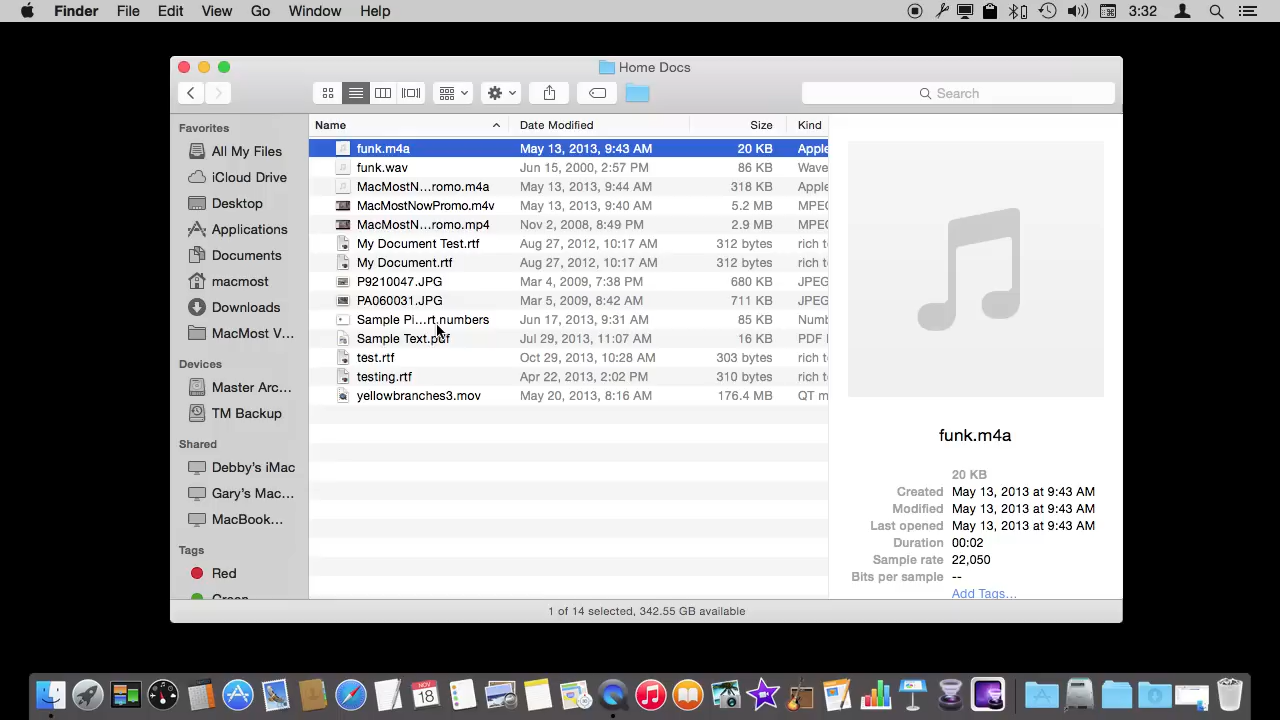 Finder File Edit View Go Window Help 3:32
Home Docs
Search
Favorites
All My Files
iCloud Drive
Desktop
Applications
Documents
macmost
Downloads
MacMost V...
Devices
Master Arc...
TM Backup
Shared
Debby's iMac
Gary's Mac...
MacBook...
Tags
Red
Green
Name Date Modified Size Kind
funk.m4a May 13, 2013, 9:43 AM 20 KB Apple
funk.wav Jun 15, 2000, 2:57 PM 86 KB Wave
MacMostN...romo.m4a May 13, 2013, 9:44 AM 318 KB Apple
MacMostNowPromo.m4v May 13, 2013, 9:40 AM 5.2 MB MPEG
MacMostN...romo.mp4 Nov 2, 2008, 8:49 PM 2.9 MB MPEG
My Document Test.rtf Aug 27, 2012, 10:17 AM 312 bytes rich t
My Document.rtf Aug 27, 2012, 10:17 AM 312 bytes rich t
P9210047.JPG Mar 4, 2009, 7:38 PM 680 KB JPEG
PA060031.JPG Mar 5, 2009, 8:42 AM 711 KB JPEG
Sample Pi...rt.numbers Jun 17, 2013, 9:31 AM 85 KB Numb
Sample Text.pdf Jul 29, 2013, 11:07 AM 16 KB PDF
test.rtf Oct 29, 2013, 10:28 AM 303 bytes rich t
testing.rtf Apr 22, 2013, 2:02 PM 310 bytes rich t
yellowbranches3.mov May 20, 2013, 8:16 AM 176.4 MB QT m
funk.m4a
20 KB
Created May 13, 2013 at 9:43 AM
Modified May 13, 2013 at 9:43 AM
Last opened May 13, 2013 at 9:43 AM
Duration 00:02
Sample rate 22,050
Bits per sample --
Add Tags...
1 of 14 selected, 342.55 GB available
NOV
18